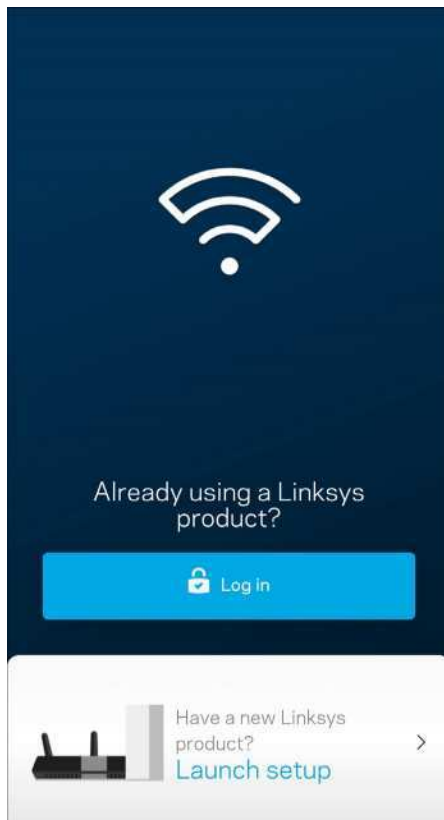 Already using a Linksys
product?
Log in
Have a new Linksys
product?
Launch setup